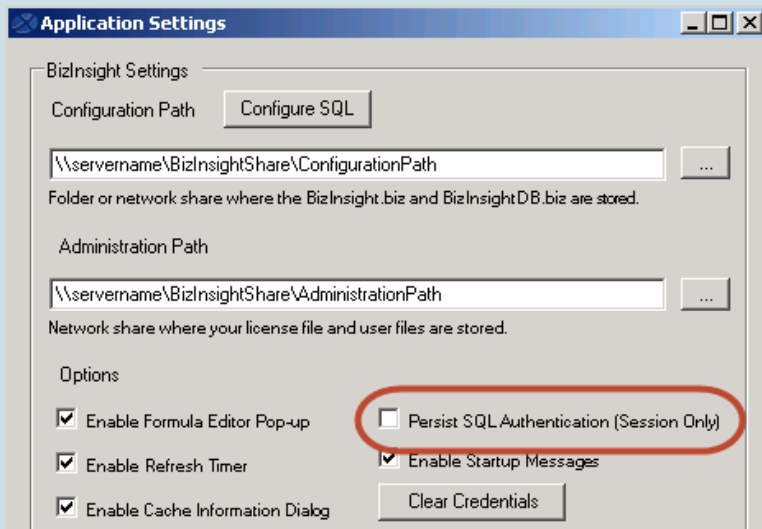 Application Settings
BizInsight Settings
Configuration Path
Configure SQL
\\servername\BizInsightShare\ConfigurationPath
...
Folder or network share where the BizInsight.biz and BizInsightDB.biz are stored.
Administration Path
\\servername\BizInsightShare\AdministrationPath
...
Network share where your license file and user files are stored.
Options
Enable Formula Editor Pop-up
Persist SQL Authentication (Session Only)
Enable Refresh Timer
Enable Startup Messages
Enable Cache Information Dialog
Clear Credentials